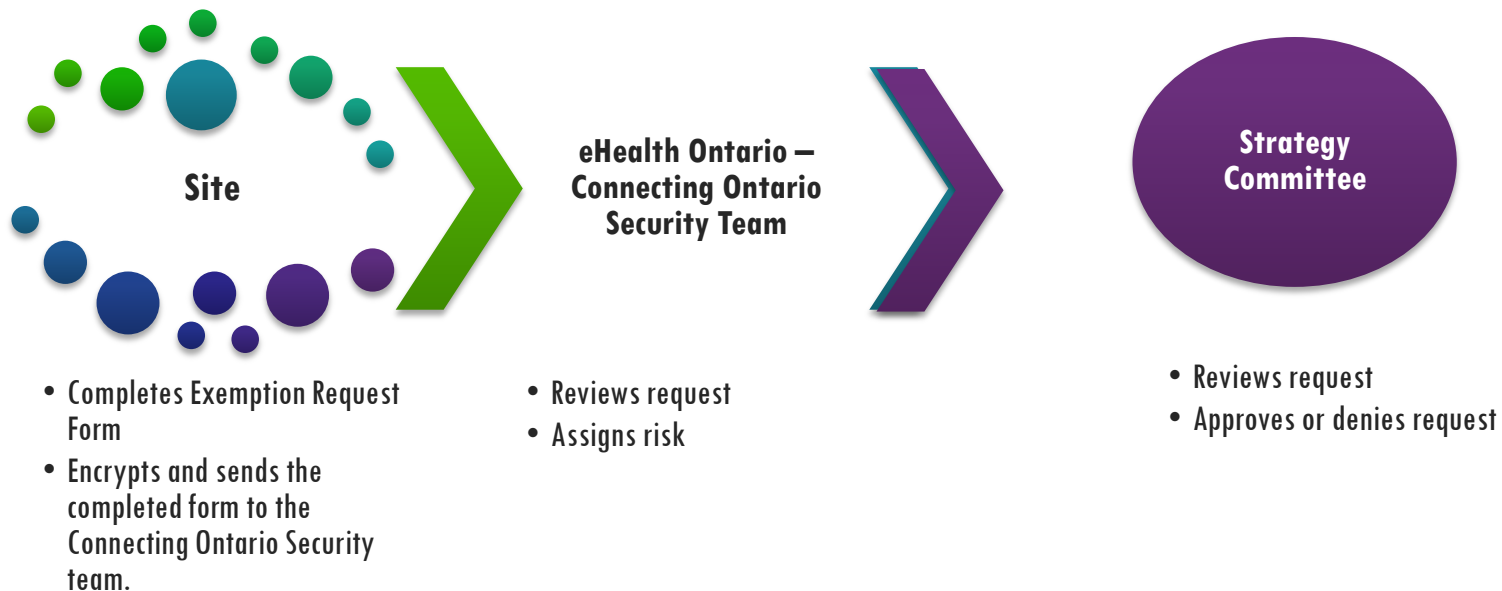 Site
• Completes Exemption Request
Form
• Encrypts and sends the
completed form to the
Connecting Ontario Security
team.
eHealth Ontario –
Connecting Ontario
Security Team
• Reviews request
• Assigns risk
Strategy
Committee
• Reviews request
• Approves or denies request